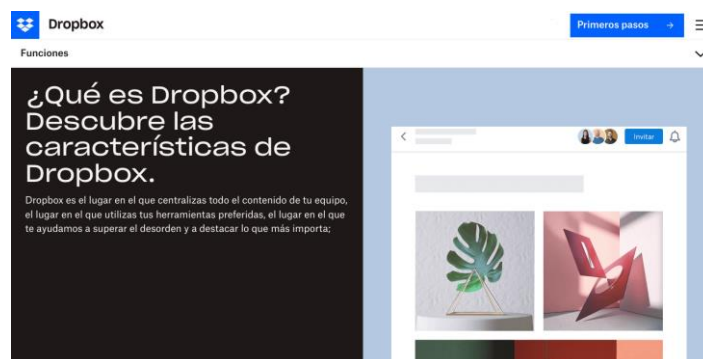 Dropbox
Primeros pasos →
Funciones
¿Qué es Dropbox?
Descubre las
características de
Dropbox.
Dropbox es el lugar en el que centralizas todo el contenido de tu equipo,
el lugar en el que utilizas tus herramientas preferidas, el lugar en el que
te ayudamos a superar el desorden y a destacar lo que más importa;
Invitar